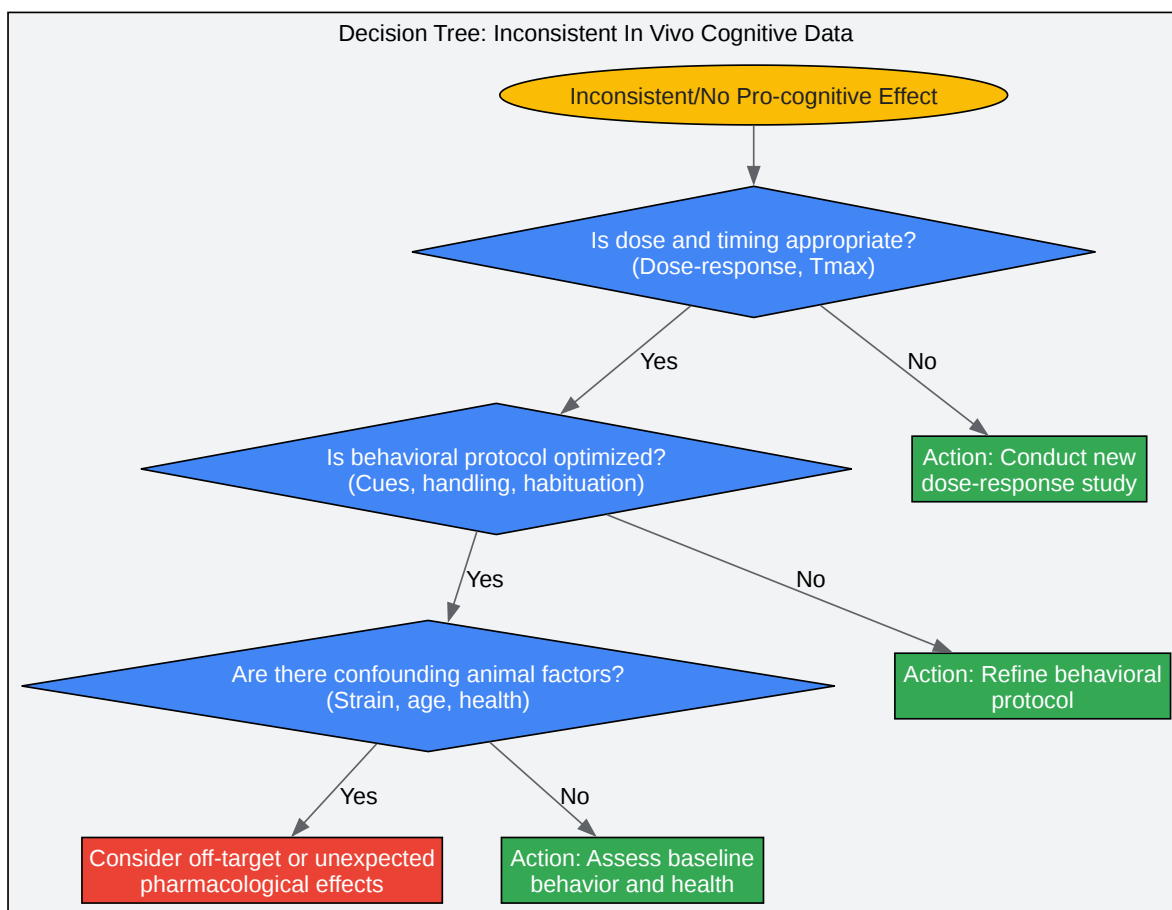 Decision Tree: Inconsistent In Vivo Cognitive Data
Inconsistent/No Pro-cognitive Effect
Is dose and timing appropriate?
(Dose-response, Tmax)
Yes
No
Is behavioral protocol optimized?
(Cues, handling, habituation)
Action: Conduct new
dose-response study
Yes
No
Are there confounding animal factors?
(Strain, age, health)
Action: Refine behavioral
protocol
Yes
No
Consider off-target or unexpected
pharmacological effects
Action: Assess baseline
behavior and health